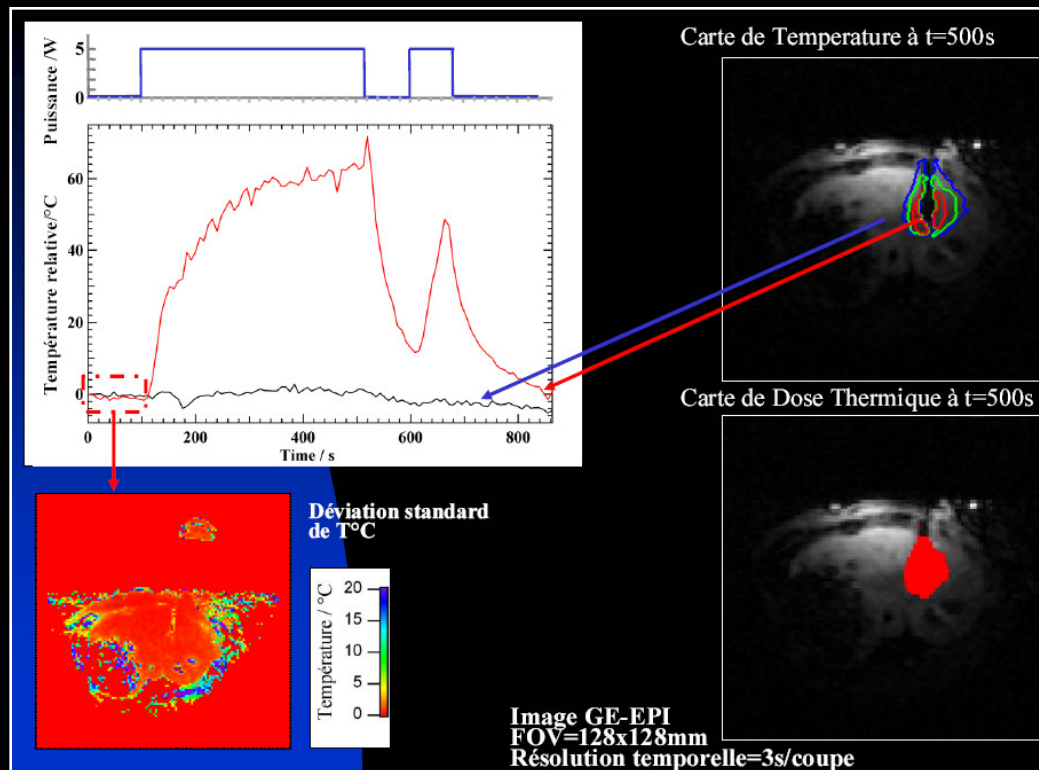 Carte de Temperature à t=500s
Puissance /W
5
0
Température relative/°C
60
40
20
0
0
200
400
600
800
Time / s
Carte de Dose Thermique à t=500s
Déviation standard
de T°C
Température / °C
20
15
10
5
0
Image GE-EPI
FOV=128x128mm
Résolution temporelle=3s/coupe